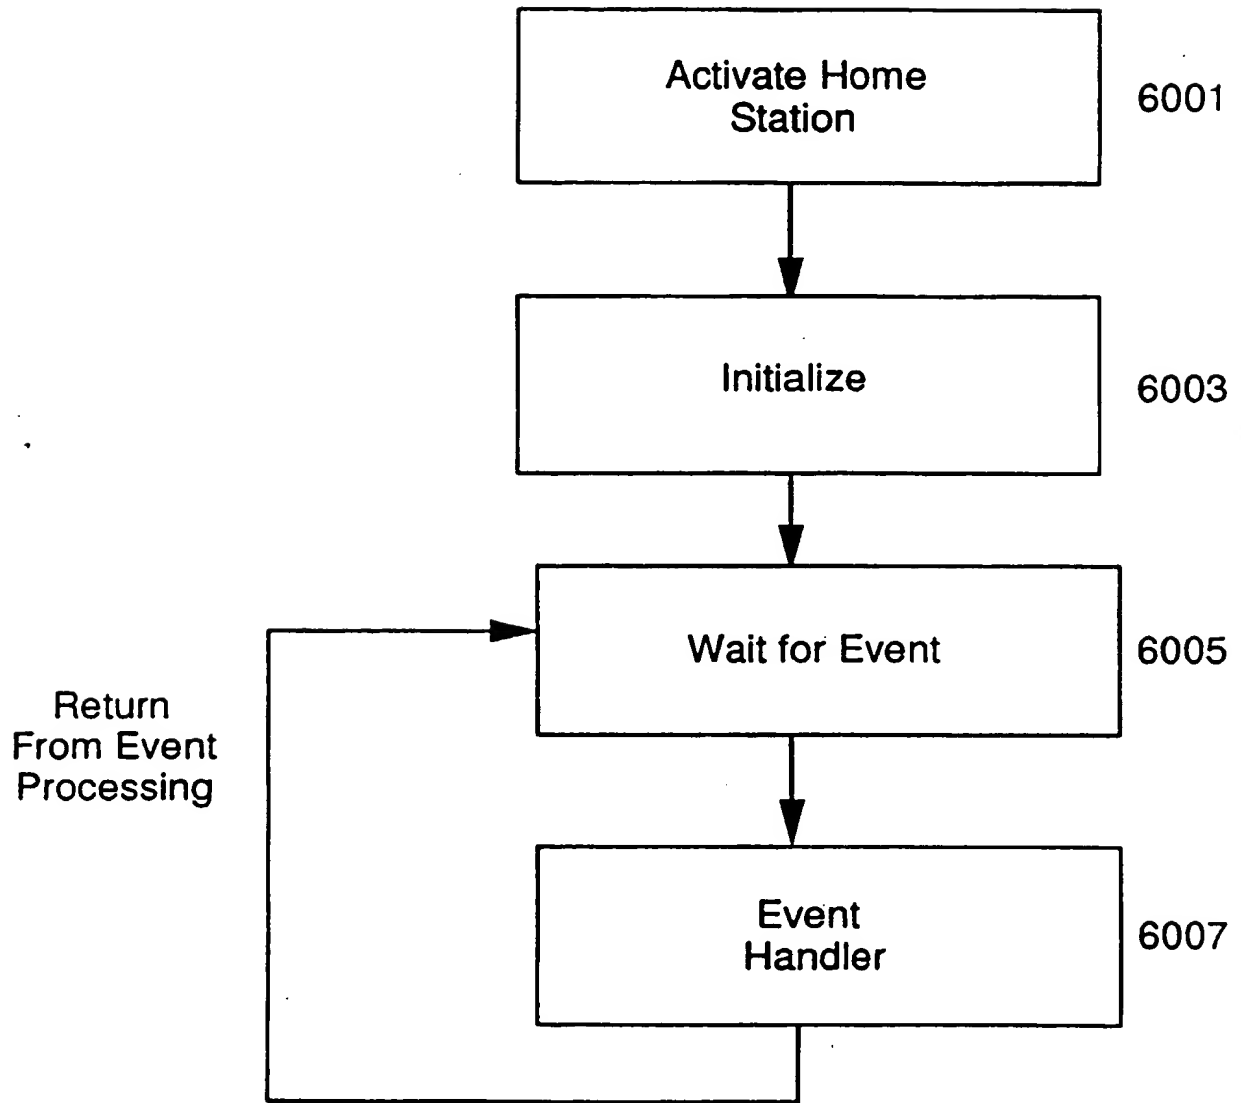 Activate Home
Station
6001
Initialize
6003
Wait for Event
6005
Return
From Event
Processing
Event
Handler
6007